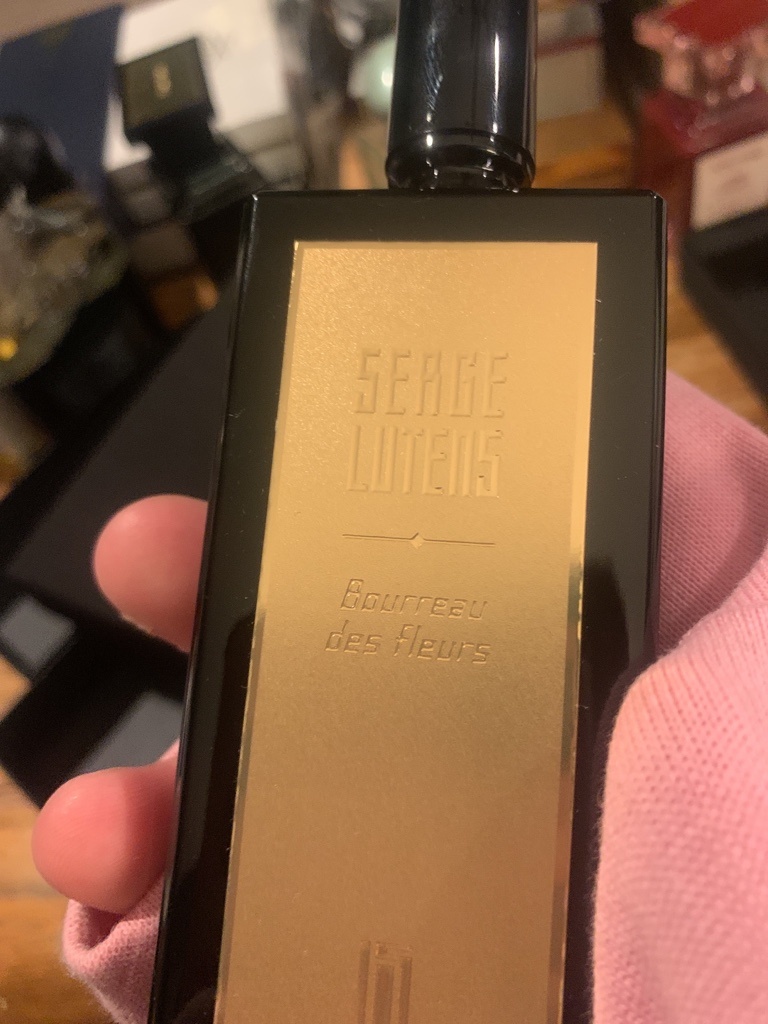 SERGE
LUTENS
Bourreau
des fleurs